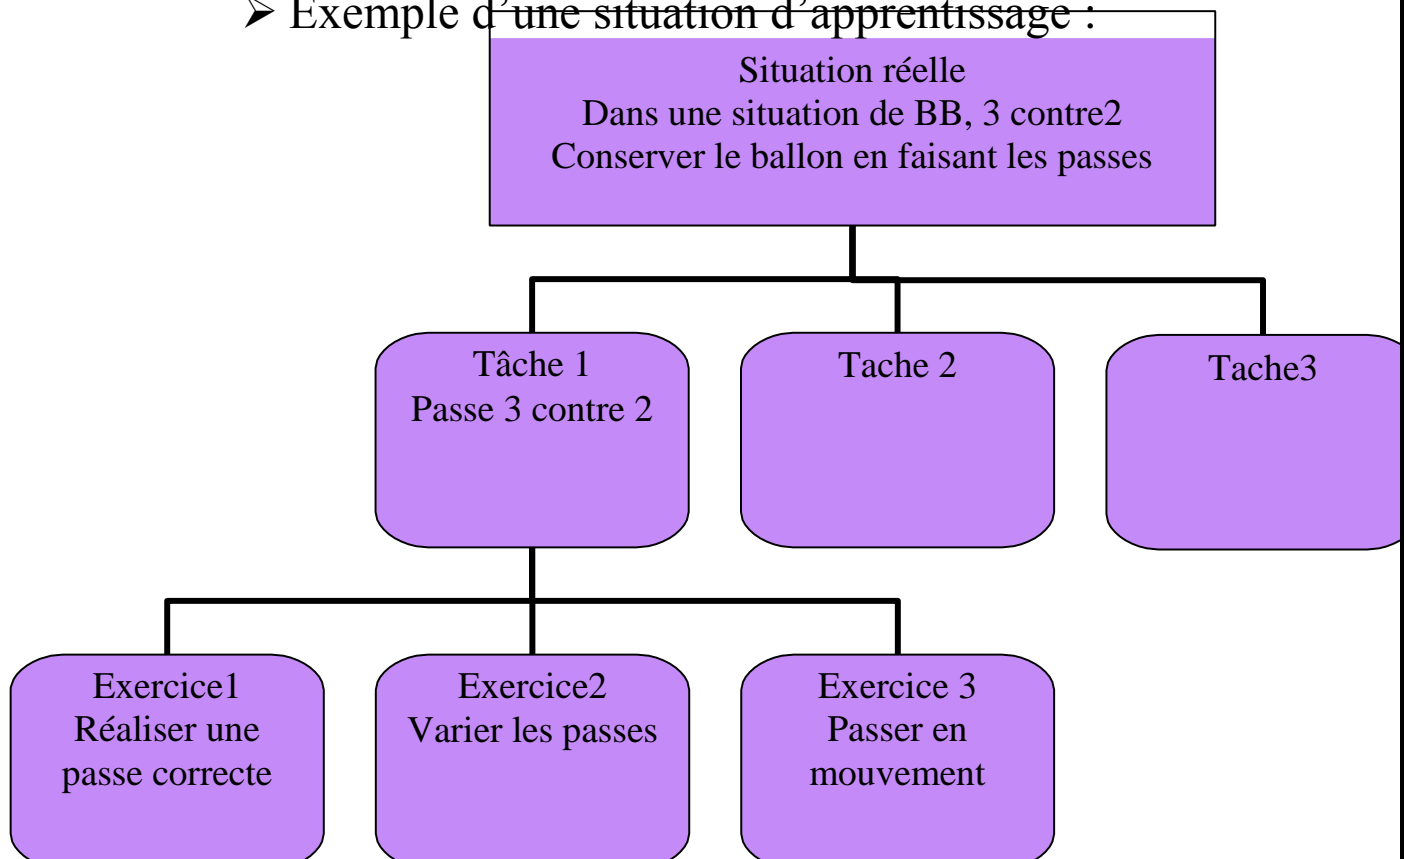 ➢ Exemple d’une situation d’apprentissage :
Situation réelle
Dans une situation de BB, 3 contre2
Conserver le ballon en faisant les passes
Tâche 1
Passe 3 contre 2
Tache 2
Tache3
Exercice1
Réaliser une
passe correcte
Exercice2
Varier les passes
Exercice 3
Passer en
mouvement